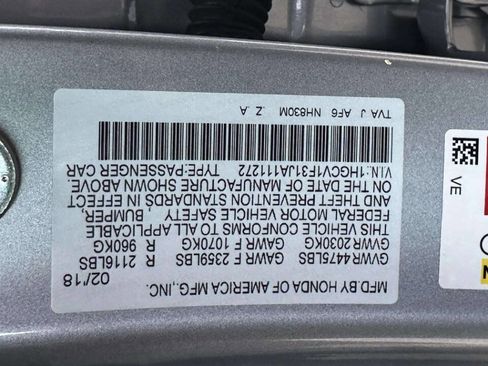 MFD.BY HONDA OF AMERICA MFG.,INC. 02/18
GVWR 4475LBS GAWR F 2359LBS R 2116LBS
GVWR 2030KG GAWR F 1070KG R 960KG
THIS VEHICLE CONFORMS TO ALL APPLICABLE
FEDERAL MOTOR VEHICLE SAFETY, BUMPER,
AND THEFT PREVENTION STANDARDS IN EFFECT
ON THE DATE OF MANUFACTURE SHOWN ABOVE.
VIN:1HGCV1F31JA111272 TYPE:PASSENGER CAR
TVA J AF6 NH830M .Z .A
VE